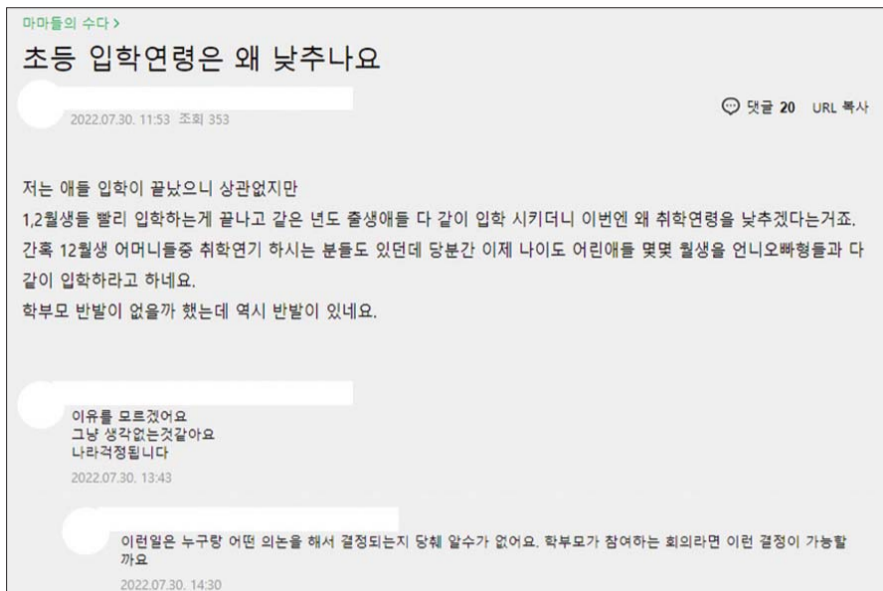 마마들의 수다 >
초등 입학연령은 왜 낮추나요
2022.07.30. 11:53 조회 353
댓글 20 URL 복사
저는 애들 입학이 끝났으니 상관없지만
1,2월생들 빨리 입학하는게 끝나고 같은 년도 출생애들 다 같이 입학 시키더니 이번엔 왜 취학연령을 낮추겠다는거죠.
간혹 12월생 어머니들중 취학연기 하시는 분들도 있던데 당분간 이제 나이도 어린애들 몇몇 월생을 언니오빠형들과 다
같이 입학하라고 하네요.
학부모 반발이 없을까 했는데 역시 반발이 있네요.
이유를 모르겠어요
그냥 생각없는것같아요
나라걱정됩니다
2022.07.30. 13:43
이런일은 누구랑 어떤 의논을 해서 결정되는지 당췌 알수가 없어요. 학부모가 참여하는 회의라면 이런 결정이 가능할
까요
2022.07.30. 14:30